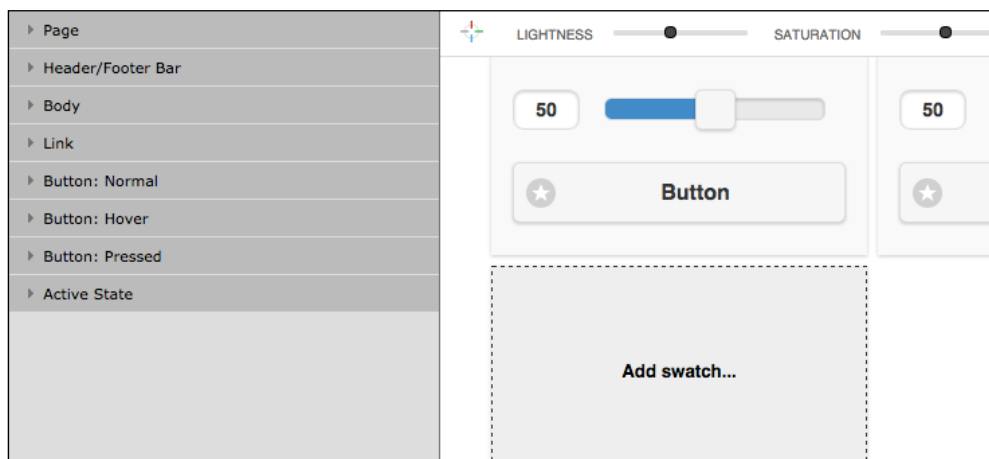 Page
Header/Footer Bar
Body
Link
Button: Normal
Button: Hover
Button: Pressed
Active State
LIGHTNESS SATURATION
50 50
Button
Add swatch...